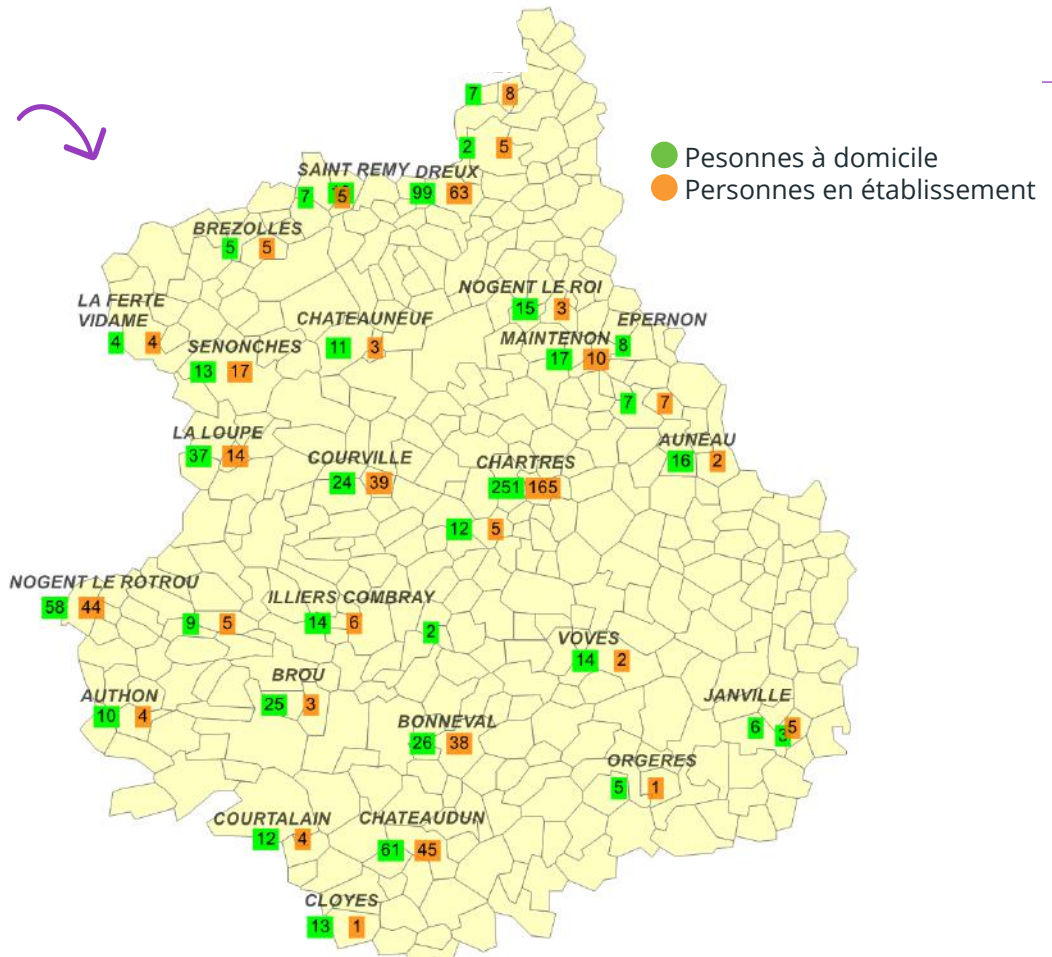 7 8
2 5
Pesonnes à domicile
Personnes en établissement
SAINT REMY DREUX
7 5 99 63
BREZOLLES
5 5
NOGENT LE ROI
15 3
LA FERTE
VIDAME
4 4
CHATEAUNEUF
11 3
EPERNON
8
SENONCHES
13 17
MAINTENON
17 10
7 7
LA LOUPE
37 14
COURVILLE
24 39
CHARTRES
251 165
AUNEAU
16 2
12 5
NOGENT LE ROTROU
58 44
9 5
ILLIERS COMBRAY
14 6
2
VOVES
14 2
AUTHON
10 4
BROU
25 3
BONNEVAL
26 38
JANVILLE
6 3 5
ORGERES
5 1
COURTALAIN
12 4
CHATEAUDUN
61 45
CLOYES
13 1